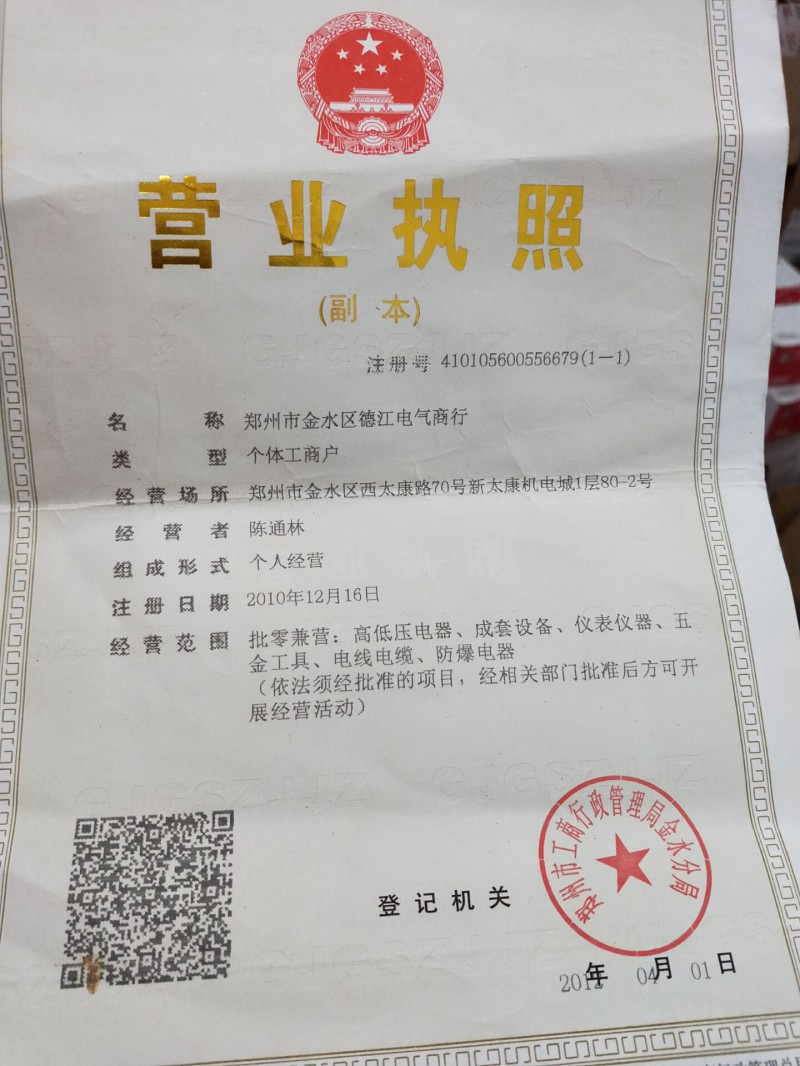 营业执照
(副 本)
注册号 410105600556679(1-1)
名称 郑州市金水区德江电气商行
类型 个体工商户
经营场所 郑州市金水区西太康路70号新太康机电城1层80-2号
经营者 陈通林
组成形式 个人经营
注册日期 2010年12月16日
经营范围 批零兼营：高低压电器、成套设备、仪表仪器、五
金工具、电线电缆、防爆电器
（依法须经批准的项目，经相关部门批准后方可开
展经营活动）
郑州市工商行政管理局金水分局
登记机关
年 04月 01日